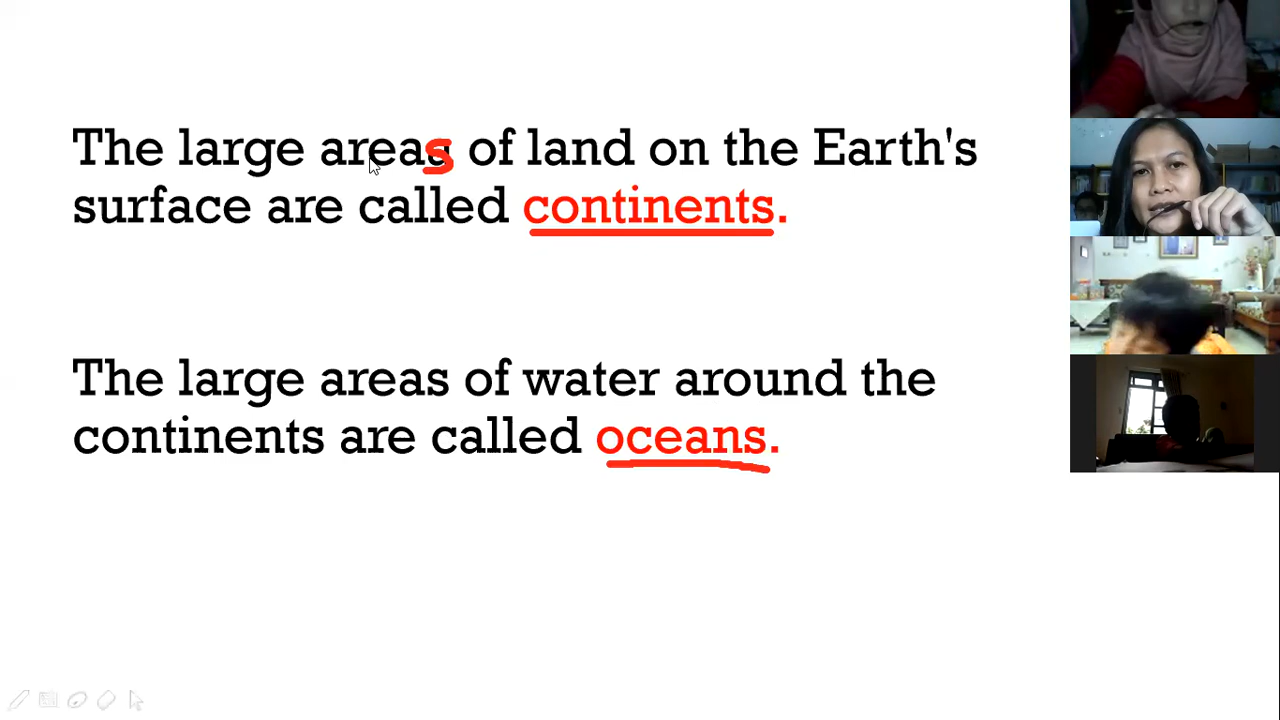 The large areas of land on the Earth's
surface are called continents.
The large areas of water around the
continents are called oceans.